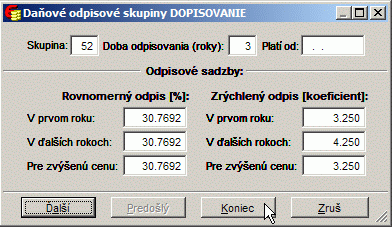 Daňové odpisové skupiny DOPISOVANIE
Skupina: 52 Doba odpisovania (roky): 3 Platí od: . .
Odpisové sadzby:
Rovnomerný odpis [%]: Zrýchlený odpis [koeficient]:
V prvom roku: 30.7692 V prvom roku: 3.250
V ďalších rokoch: 30.7692 V ďalších rokoch: 4.250
Pre zvýšenú cenu: 30.7692 Pre zvýšenú cenu: 3.250
Ďalší Predošlý Koniec Zruš